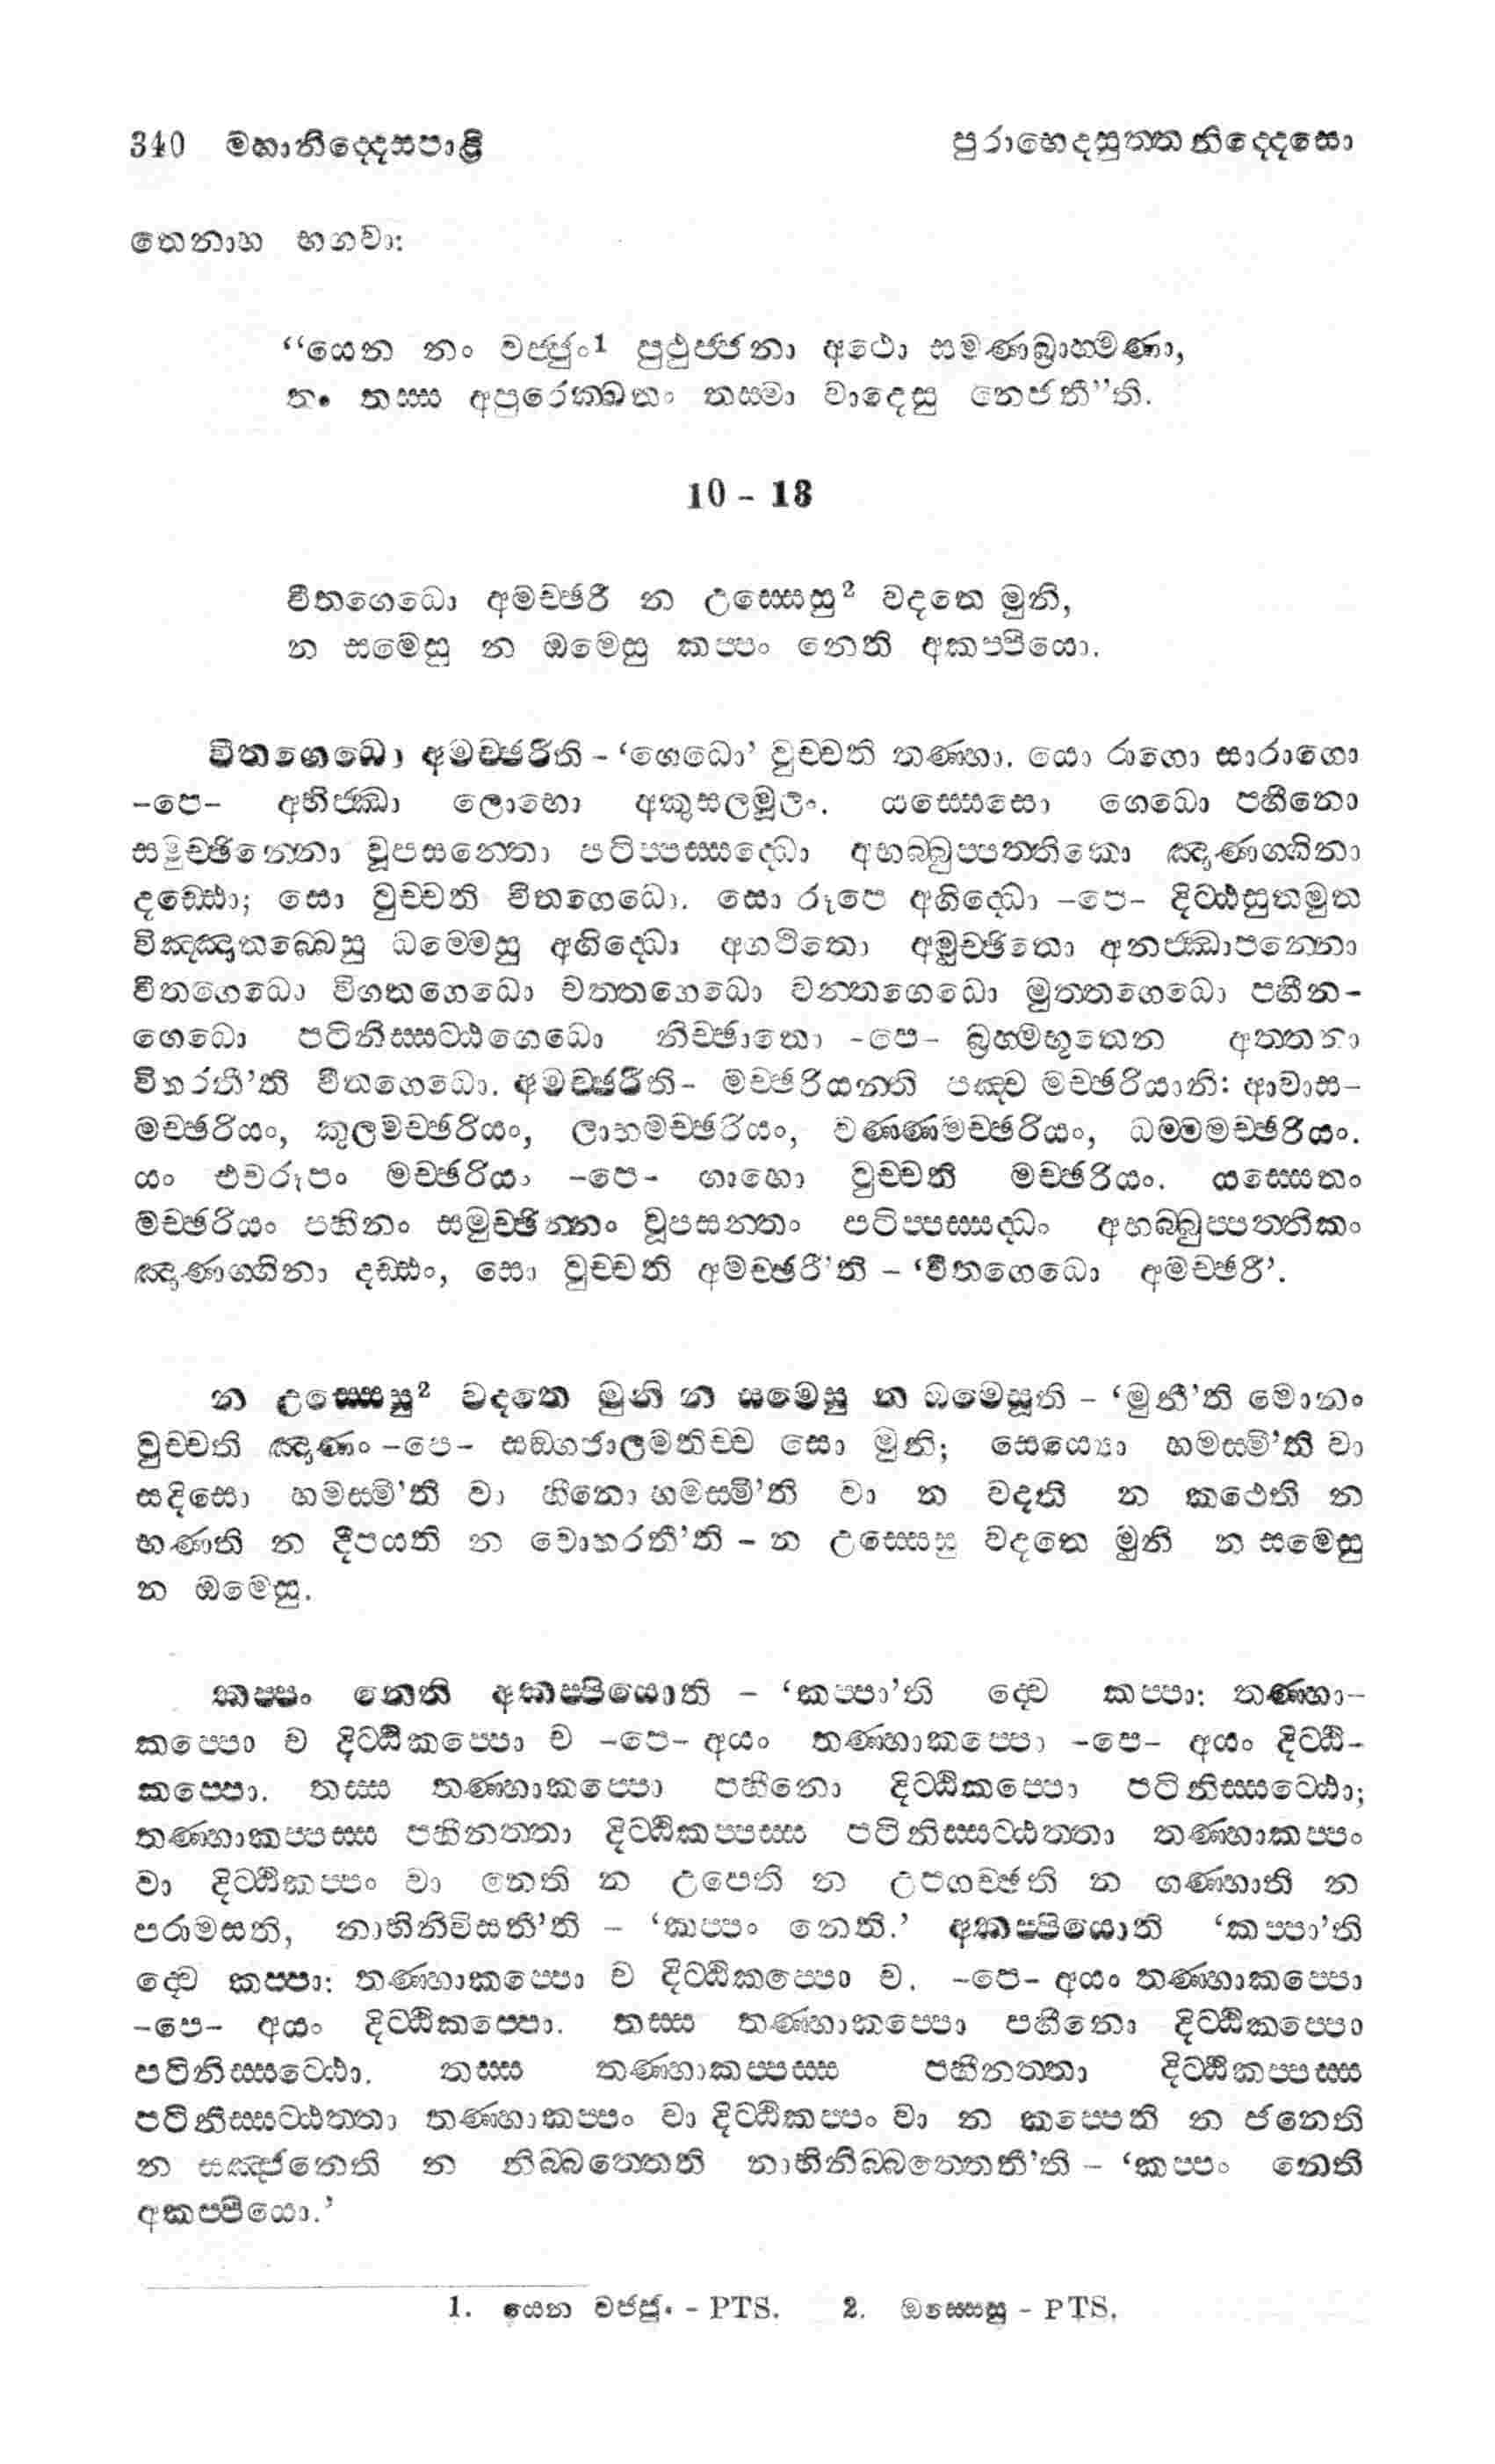 340 මහානිද්දෙසපාළි පුරාභෙදසුත්තනිද්දෙසො
තෙනාහ භගවා:
“යෙන නං වජ්ජුං1 පුථුජ්ජනා අථො සමණබ්‍රාහ්මණා,
තං තස්ස අපුරෙක්ඛතං තස්මා වාදෙසු නෙජතී”ති.
10 - 13
වීතගෙධො අමච්ඡරී න උස්සෙසු2 වදතෙ මුනි,
න සමෙසු න ඔමෙසු කප්පං නෙති අකප්පියො.
වීතගෙධො අමච්ඡරීති - ‘ගෙධො’ වුච්චති තණ්හා. යො රාගො සාරාගො
-පෙ- අභිජ්ඣා ලොභො අකුසලමූලං. යස්සෙසො ගෙධො පහීනො
සමුච්ඡින්නො වූපසන්තො පටිප්පස්සද්ධො අභබ්බුප්පත්තිකො ඤාණග්ගිනා
දඩ්ඪො; සො වුච්චති වීතගෙධො. සො රූපෙ අගිද්ධො -පෙ- දිට්ඨසුතමුත
විඤ්ඤාතබ්බෙසු ධම්මෙසු අගිද්ධො අගථිතො අමුච්ඡිතො අනජ්ඣාපන්නො
වීතගෙධො විගතගෙධො චත්තගෙධො වන්තගෙධො මුත්තගෙධො පහීන-
ගෙධො පටිනිස්සට්ඨගෙධො නිච්ඡාතො -පෙ- බ්‍රහ්මභූතෙන අත්තනා
විහරතී’ති වීතගෙධො. අමච්ඡරීති- මච්ඡරියන්ති පඤ්ච මච්ඡරියානි: ආවාස-
මච්ඡරියං, කුලමච්ඡරියං, ලාභමච්ඡරියං, වණ්ණමච්ඡරියං, ධම්මමච්ඡරියං.
යං එවරූපං මච්ඡරියා -පෙ- ගාහො වුච්චති මච්ඡරියං. යස්සෙතං
මච්ඡරියං පහීනං සමුච්ඡින්නං වූපසන්තං පටිප්පස්සද්ධං අභබ්බුප්පත්තිකං
ඤාණග්ගිනා දඩ්ඪං, සො වුච්චති අමච්ඡරී’ති - ‘වීතගෙධො අමච්ඡරී’.
න උස්සෙසු2 වදතෙ මුනි න සමෙසු න ඔමෙසූති - ‘මුනී’ති මොනං
වුච්චති ඤාණං -පෙ- සඞ්ගජාලමතිච්ච සො මුනි; සෙය්‍යො හමස්මි’ති වා
සදිසො හමස්මී’ති වා හීනො හමස්මී’ති වා න වදති න කථෙති න
භණති න දීපයති න වොහරතී’ති - න උස්සෙසු වදතෙ මුනි න සමෙසු
න ඔමෙසු.
කප්පං නෙති අකප්පියොති - ‘කප්පා’ති ද්වෙ කප්පා: තණ්හා-
කප්පො ච දිට්ඨිකප්පො ච -පෙ- අයං තණ්හාකප්පො -පෙ- අයං දිට්ඨි-
කප්පො. තස්ස තණ්හාකප්පො පහීනො දිට්ඨිකප්පො පටිනිස්සට්ඨො;
තණ්හාකප්පස්ස පහීනත්තා දිට්ඨිකප්පස්ස පටිනිස්සට්ඨත්තා තණ්හාකප්පං
වා දිට්ඨිකප්පං වා නෙති න උපෙති න උපගච්ඡති න ගණ්හාති න
පරාමසති, නාභිනිවිසතී’ති - ‘කප්පං නෙති.’ අකප්පියොති ‘කප්පා’ති
ද්වෙ කප්පා: තණ්හාකප්පො ච දිට්ඨිකප්පො ච. -පෙ- අයං තණ්හාකප්පො
-පෙ- අයං දිට්ඨිකප්පො. තස්ස තණ්හාකප්පො පහීනො දිට්ඨිකප්පො
පටිනිස්සට්ඨො. තස්ස තණ්හාකප්පස්ස පහීනත්තා දිට්ඨිකප්පස්ස
පටිනිස්සට්ඨත්තා තණ්හාකප්පං වා දිට්ඨිකප්පං වා න කප්පෙති න ජනෙති
න සඤ්ජනෙති න නිබ්බත්තෙති නාභිනිබ්බත්තෙතී’ති - ‘කප්පං නෙති
අකප්පියො.’
1. යෙන වජ්ජුං - PTS. 2. ඔස්සෙසු - PTS.